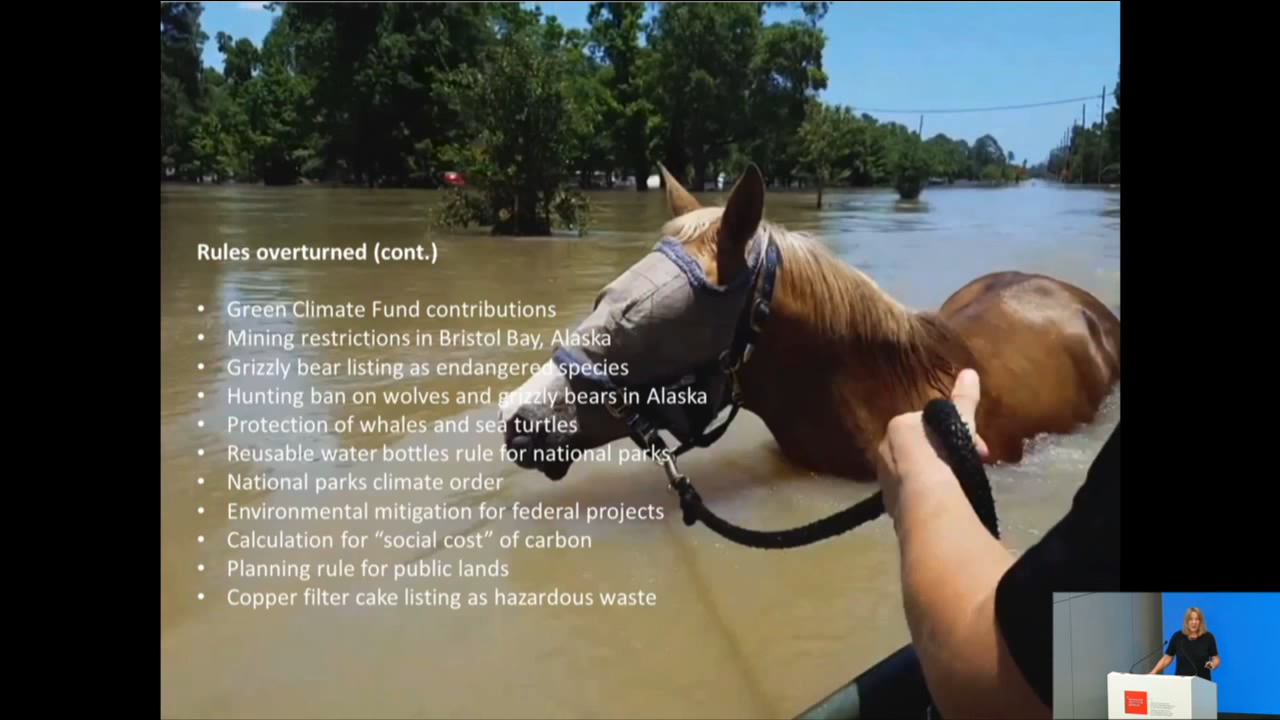 Rules overturned (cont.)
• Green Climate Fund contributions
• Mining restrictions in Bristol Bay, Alaska
• Grizzly bear listing as endangered species
• Hunting ban on wolves and grizzly bears in Alaska
• Protection of whales and sea turtles
• Reusable water bottles rule for national parks
• National parks climate order
• Environmental mitigation for federal projects
• Calculation for “social cost” of carbon
• Planning rule for public lands
• Copper filter cake listing as hazardous waste